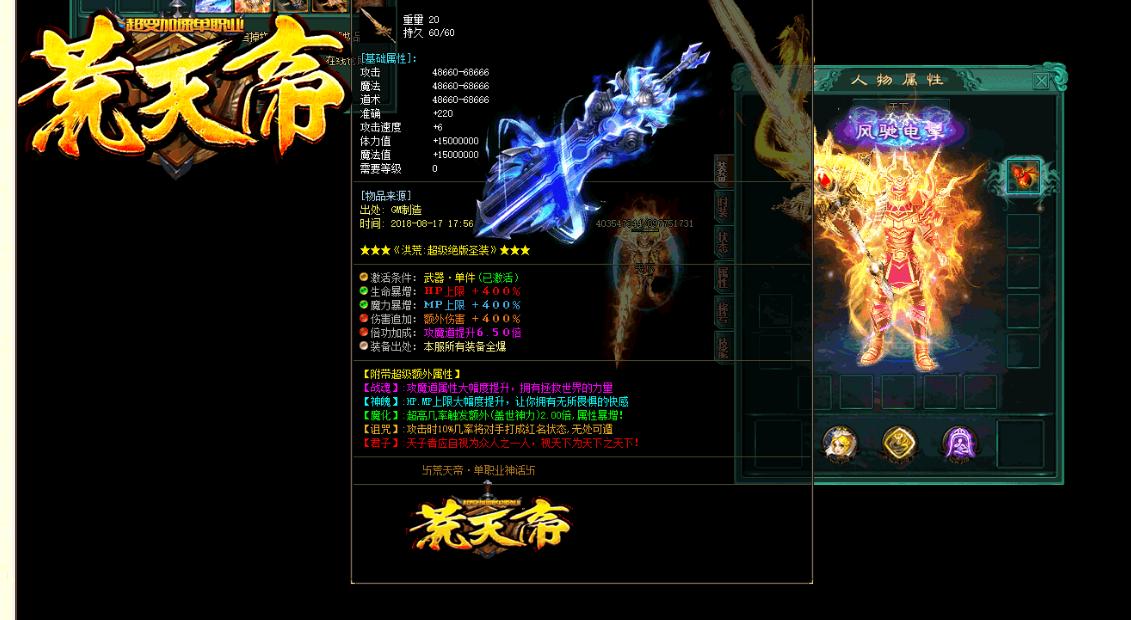 超变加速单职业
荒天帝
重量 20
持久 60/60
[基础属性]:
攻击 48660-68666
魔法 48660-68666
道术 48660-68666
准确 +220
攻击速度 +6
体力值 +15000000
魔法值 +15000000
需要等级 0
[物品来源]
出处: GM制造
时间: 2018-08-17 17:56
★★★《洪荒·超级绝版圣装》★★★
激活条件: 武器·单件(已激活)
生命暴增: HP上限 +400%
魔力暴增: MP上限 +400%
伤害追加: 额外伤害 +400%
倍功加成: 攻魔道提升6.50倍
装备出处: 本服所有装备全爆
【附带超级额外属性】
【战魂】:攻魔道属性大幅度提升，拥有拯救世界的力量
【神魄】:HP.MP上限大幅度提升，让你拥有无所畏惧的快感
【魔化】:超高几率触发额外(盖世神力)2.00倍,属性暴增!
【诅咒】:攻击时10%几率将对手打成红名状态,无处可遁
【君子】:天子者应自视为众人之一人，视天下为天下之天下!
卐荒天帝·单职业神话卐
荒天帝
人物属性
天下
装备
时装
状态
属性